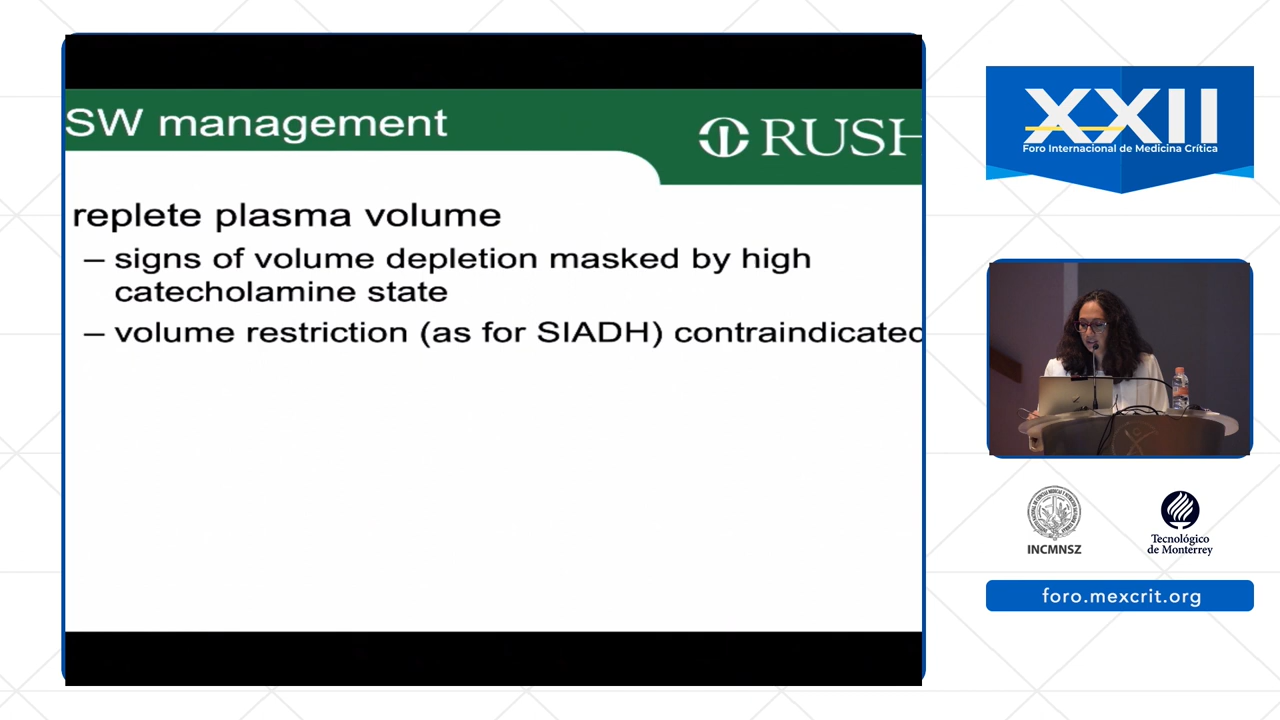 SW management
RUSH
replete plasma volume
– signs of volume depletion masked by high
catecholamine state
– volume restriction (as for SIADH) contraindicated
XXII
Foro Internacional de Medicina Crítica
INCMNSZ
Tecnológico
de Monterrey
foro.mexcrit.org